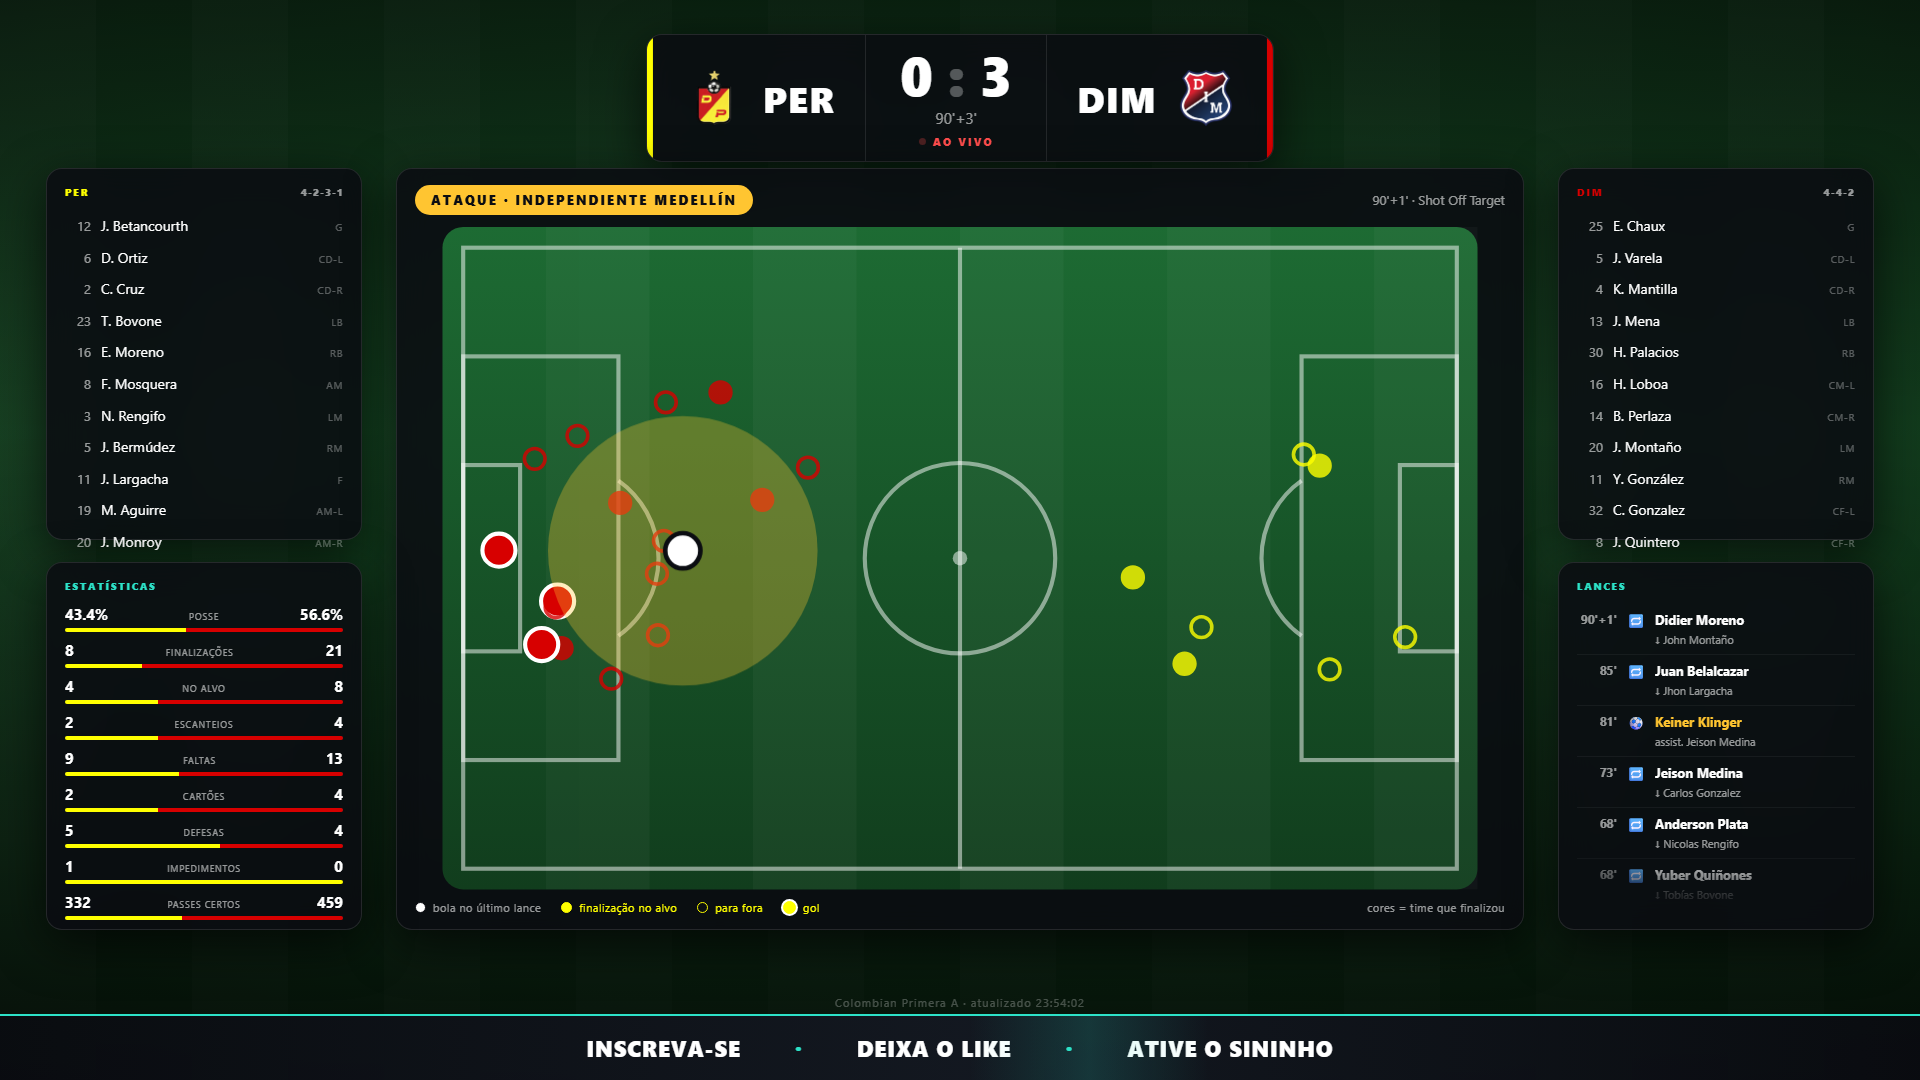 PER
0 : 3
90'+3'
AO VIVO
DIM
PER 4-2-3-1
12 J. Betancourth G
6 D. Ortiz CD-L
2 C. Cruz CD-R
23 T. Bovone LB
16 E. Moreno RB
8 F. Mosquera AM
3 N. Rengifo LM
5 J. Bermúdez RM
11 J. Largacha F
19 M. Aguirre AM-L
20 J. Monroy AM-R
ESTATÍSTICAS
43.4% POSSE 56.6%
8 FINALIZAÇÕES 21
4 NO ALVO 8
2 ESCANTEIOS 4
9 FALTAS 13
2 CARTÕES 4
5 DEFESAS 4
1 IMPEDIMENTOS 0
332 PASSES CERTOS 459
ATAQUE · INDEPENDIENTE MEDELLÍN
90'+1' · Shot Off Target
bola no último lance
finalização no alvo
para fora
gol
cores = time que finalizou
DIM 4-4-2
25 E. Chaux G
5 J. Varela CD-L
4 K. Mantilla CD-R
13 J. Mena LB
30 H. Palacios RB
16 H. Loboa CM-L
14 B. Perlaza CM-R
20 J. Montaño LM
11 Y. González RM
32 C. Gonzalez CF-L
8 J. Quintero CF-R
LANCES
90'+1' Didier Moreno
↓ John Montaño
85' Juan Belalcazar
↓ Jhon Largacha
81' Keiner Klinger
assist. Jeison Medina
73' Jeison Medina
↓ Carlos Gonzalez
68' Anderson Plata
↓ Nicolas Rengifo
68' Yuber Quiñones
↓ Tobías Bovone
Colombian Primera A · atualizado 23:54:02
INSCREVA-SE · DEIXA O LIKE · ATIVE O SININHO